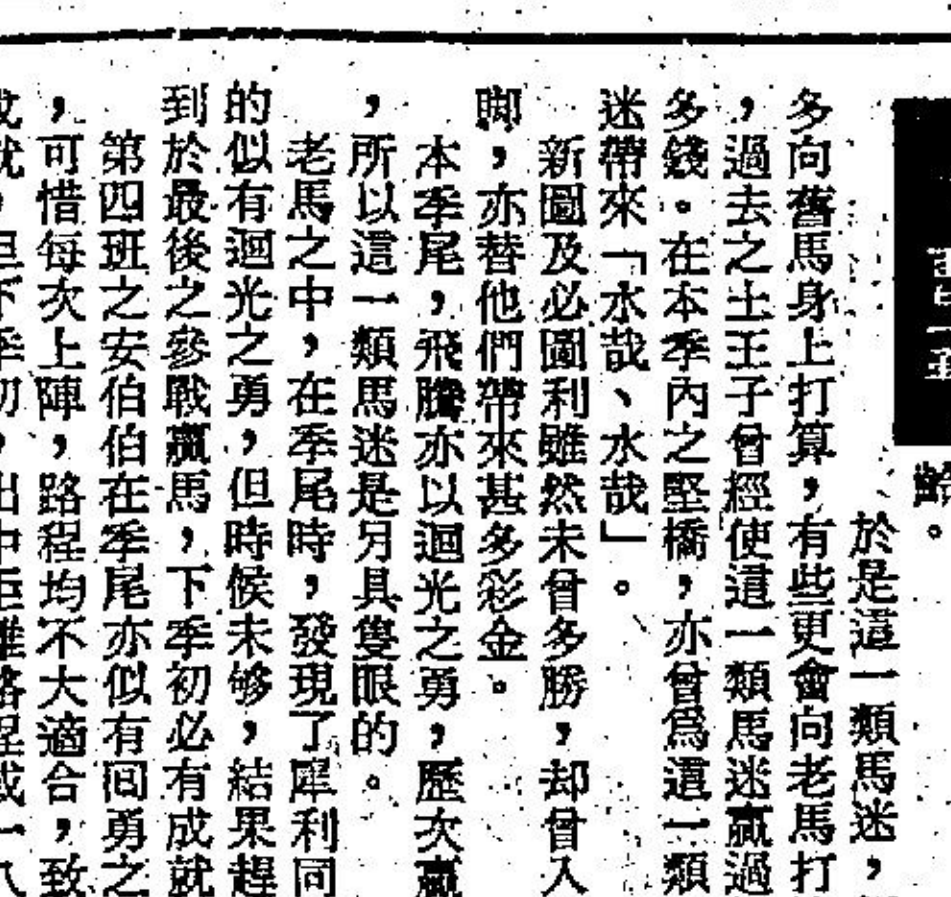 於是這一類馬迷，
多向舊馬身上打算，有些更會向老馬打
，過去之土王子曾經使這一類馬迷贏過
多錢。在本季內之堅橋，亦曾爲這一類
迷帶來「水哉、水哉」。
新圖及必圖利雖然未曾多勝，却曾入
脚，亦替他們帶來甚多彩金。
本季尾，飛騰亦以迴光之勇，歷次贏
，所以這一類馬迷是另具隻眼的。
老馬之中，在季尾時，發現了犀利同
的似有迴光之勇，但時候未够，結果趕
到於最後之參戰贏馬，下季初必有成就
第四班之安伯伯在季尾亦似有囘勇之
，可惜每次上陣，路程均不大適合，致